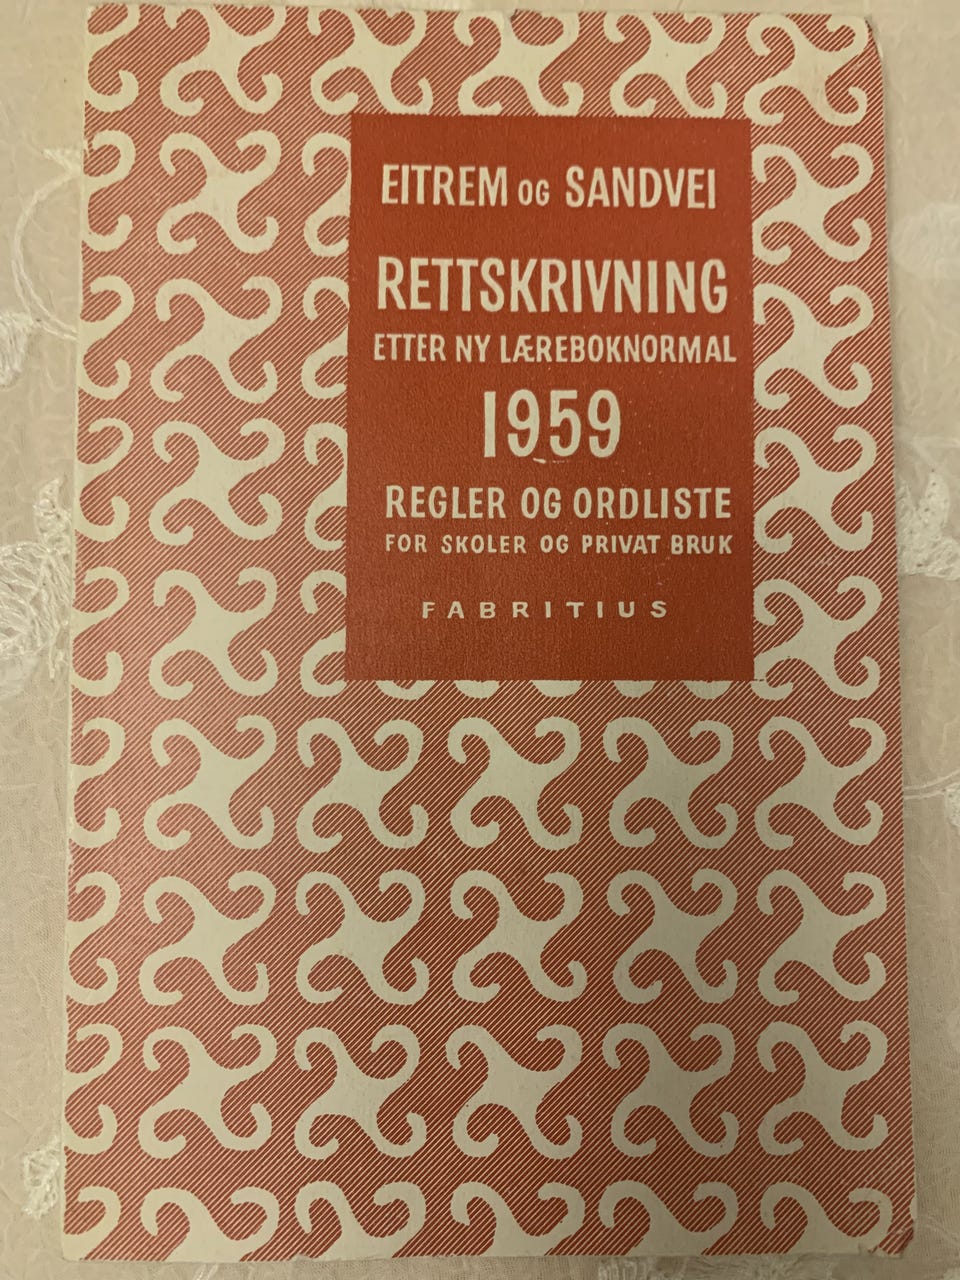 EITREM OG SANDVEI
RETTSKRIVNING
ETTER NY LÆREBOKNORMAL
1959
REGLER OG ORDLISTE
FOR SKOLER OG PRIVAT BRUK
FABRITIUS